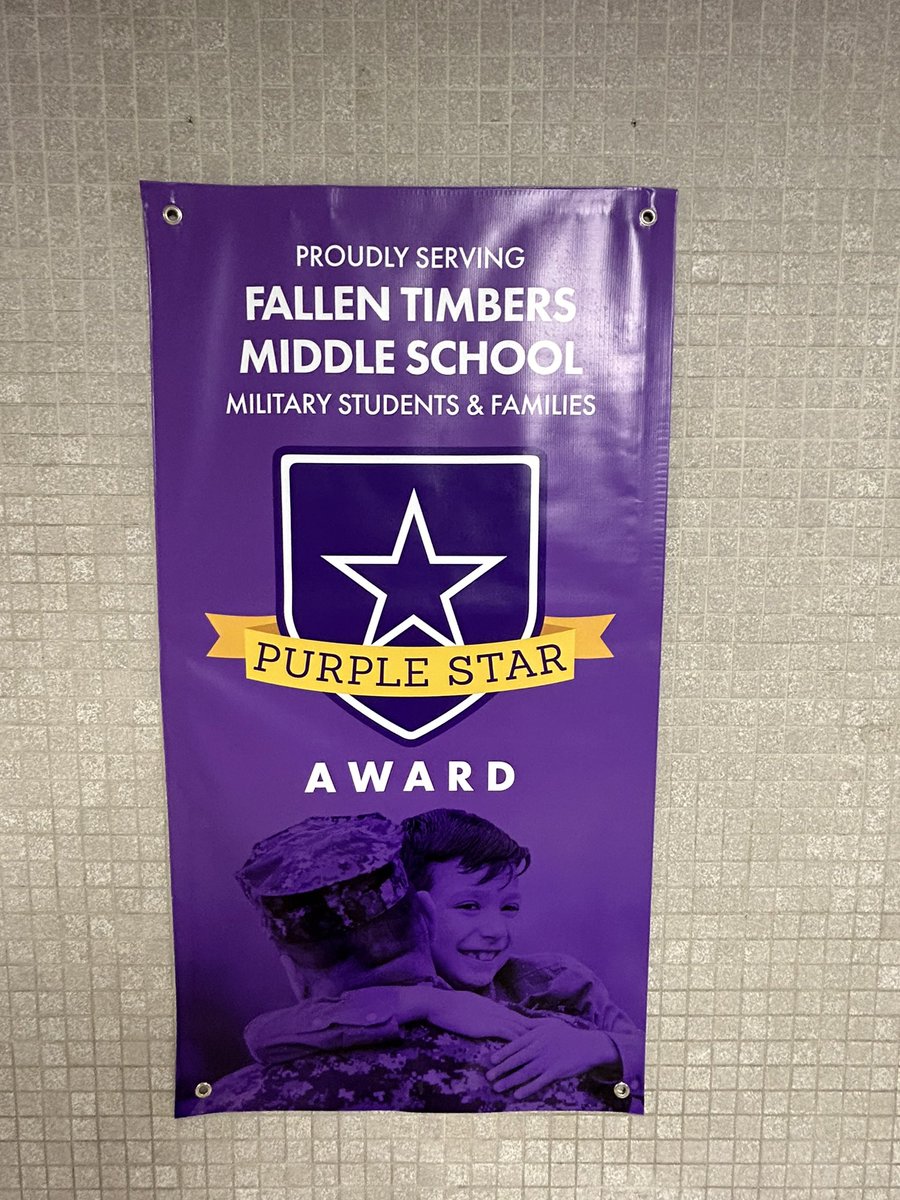 PROUDLY SERVING
FALLEN TIMBERS
MIDDLE SCHOOL
MILITARY STUDENTS & FAMILIES
PURPLE STAR
AWARD